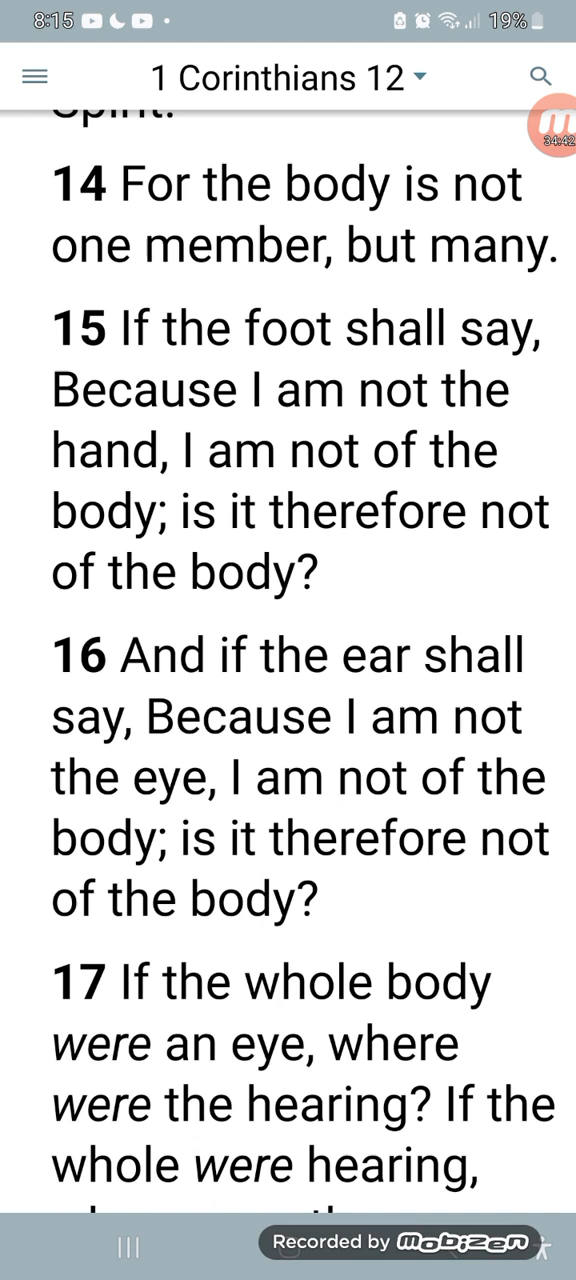 8:15
19%
1 Corinthians 12
34:42
Spirit.
14 For the body is not
one member, but many.
15 If the foot shall say,
Because I am not the
hand, I am not of the
body; is it therefore not
of the body?
16 And if the ear shall
say, Because I am not
the eye, I am not of the
body; is it therefore not
of the body?
17 If the whole body
were an eye, where
were the hearing? If the
whole were hearing,
Recorded by mobizen